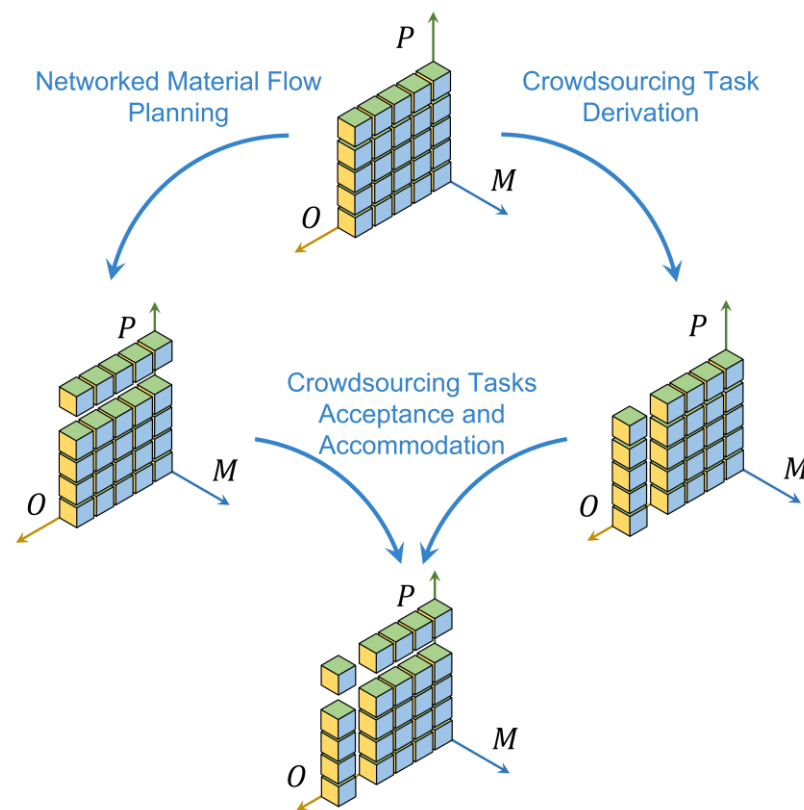 P
Networked Material Flow
Planning
Crowdsourcing Task
Derivation
M
O
P
P
Crowdsourcing Tasks
Acceptance and
Accommodation
M
M
O
O
P
M
O